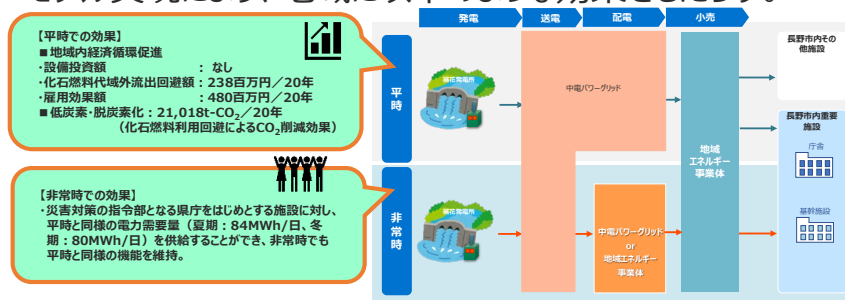 発電
送電
配電
小売
【平時での効果】
■地域内経済循環促進
・設備投資額 : なし
・化石燃料代域外流出回避額:238百万円/20年
・雇用効果額 :480百万円/20年
■低炭素・脱炭素化:21,018t-CO2/20年
(化石燃料利用回避によるCO2削減効果)
平時
裾花発電所
中電パワーグリッド
地域
エネルギー
事業体
長野市内その
他施設
長野市内重要
施設
庁舎
基幹施設
【非常時での効果】
・災害対策の指令部となる県庁をはじめとする施設に対し、
平時と同様の電力需要量(夏期:84MWh/日、冬
期:80MWh/日)を供給することができ、非常時でも
平時と同様の機能を維持。
非常時
裾花発電所
中電パワーグリッド
or
地域エネルギー
事業体